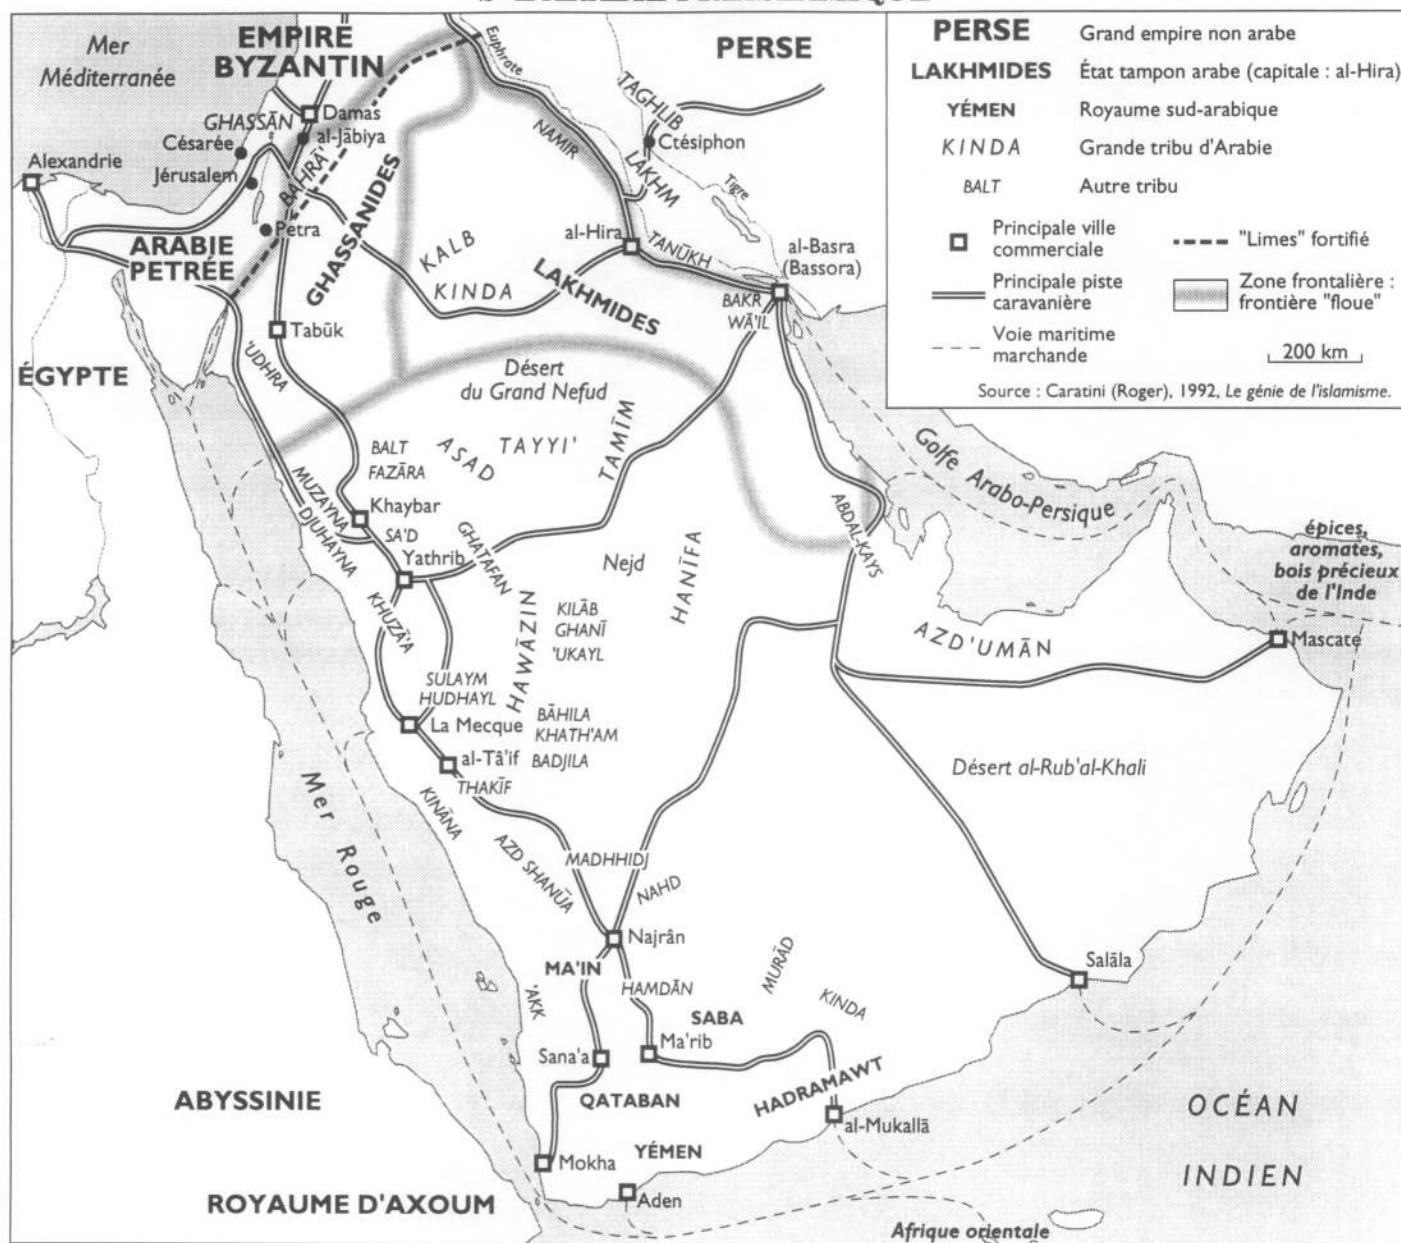 PERSE Grand empire non arabe
LAKHMIDES État tampon arabe (capitale : al-Hira)
YÉMEN Royaume sud-arabique
KINDA Grande tribu d'Arabie
BALT Autre tribu
Principale ville
commerciale
"Limes" fortifié
Principale piste
caravanière
Zone frontalière :
frontière "floue"
Voie maritime
marchande
200 km
Source : Caratini (Roger), 1992, Le génie de l'islamisme.
Mer
Méditerranée
EMPIRE
BYZANTIN
Euphrate
PERSE
TAGHLIB
GHASSĀN
Damas
al-Jābiya
Césarée
NAMIR
Ctésiphon
Alexandrie
Jérusalem
BAHRĀ'
LAKHM
Tigre
Petra
ARABIE
PETRÉE
GHASSANIDES
KALB
al-Hira
TANŪKH
al-Basra
(Bassora)
KINDA
LAKHMIDES
BAKR
WĀ'IL
Tabūk
ÉGYPTE
'UDHRA
Désert
du Grand Nefud
BALT
FAZĀRA
ASAD
TAYYI'
TAMĪM
Golfe Arabo-Persique
MUZAYNA
DJUHAYNA
Khaybar
SA'D
Yathrib
GHATAFAN
Nejd
HANĪFA
ABDAL-KAYS
épices,
aromates,
bois précieux
de l'Inde
KHUZĀ'A
HAWĀZIN
KILĀB
GHANĪ
'UKAYL
AZD'UMĀN
Mascate
SULAYM
HUDHAYL
La Mecque
BĀHILA
KHATH'AM
al-Tâ'if
BADJILA
THAKĪF
Désert al-Rub'al-Khali
Mer Rouge
KINĀNA
AZD SHANŪA
MADHHIDJ
NAHD
Najrân
MA'IN
HAMDĀN
MURĀD
KINDA
Salāla
'AKK
SABA
Sana'a
Ma'rib
ABYSSINIE
QATABAN
HADRAMAWT
al-Mukallā
OCÉAN
INDIEN
Mokha
YÉMEN
Aden
ROYAUME D'AXOUM
Afrique orientale